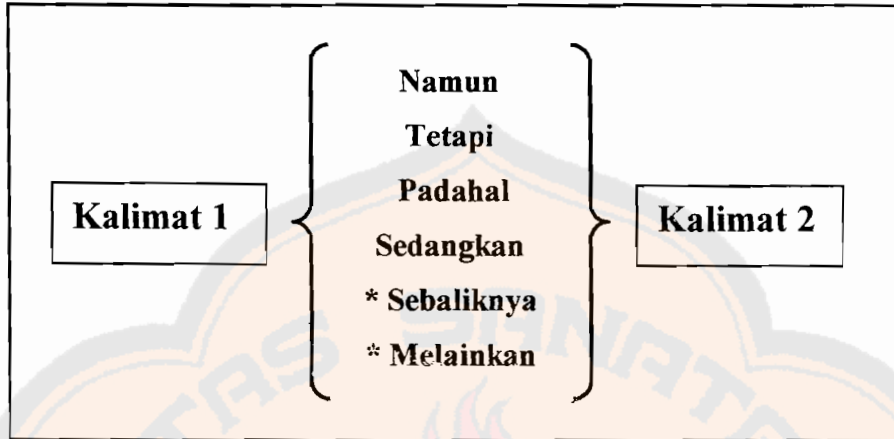 Namun
Tetapi
Padahal
Kalimat 1
Kalimat 2
Sedangkan
* Sebaliknya
* Melainkan